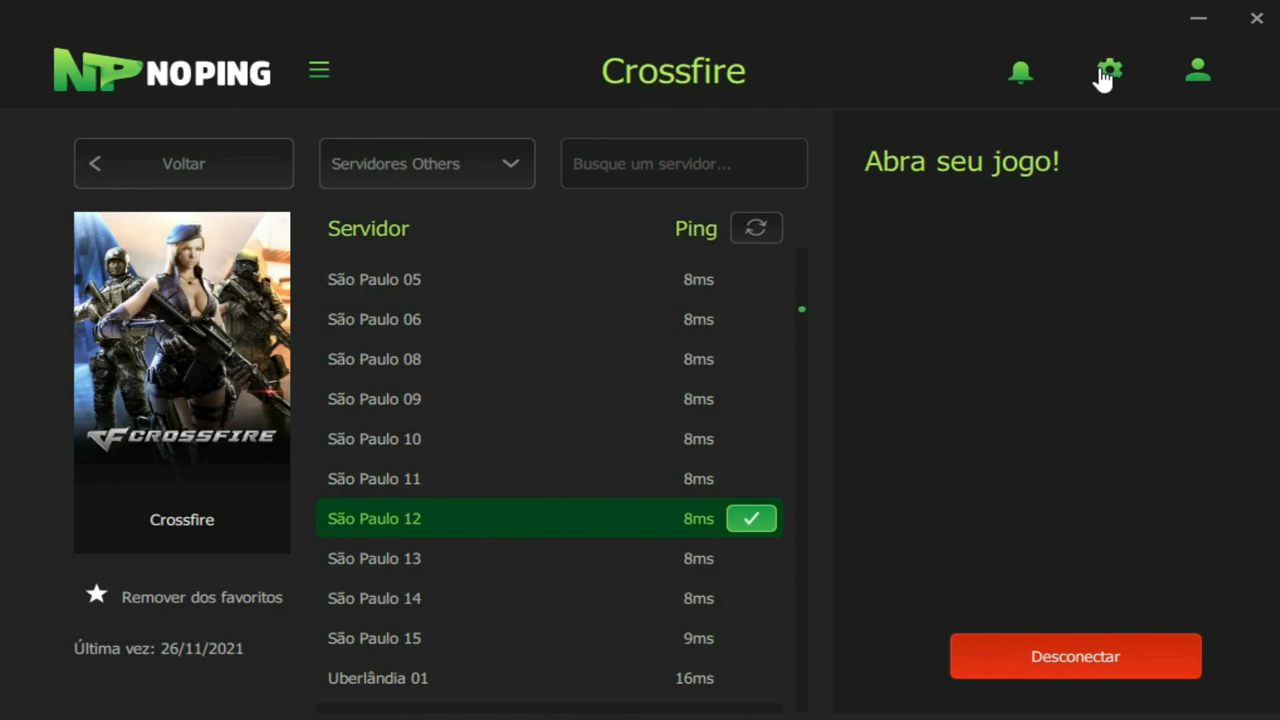 NP NOPING
Crossfire
Voltar
Servidores Others
Busque um servidor...
Abra seu jogo!
CF CROSSFIRE
Crossfire
Remover dos favoritos
Última vez: 26/11/2021
Servidor Ping
São Paulo 05 8ms
São Paulo 06 8ms
São Paulo 08 8ms
São Paulo 09 8ms
São Paulo 10 8ms
São Paulo 11 8ms
São Paulo 12 8ms
São Paulo 13 8ms
São Paulo 14 8ms
São Paulo 15 9ms
Uberlândia 01 16ms
Desconectar